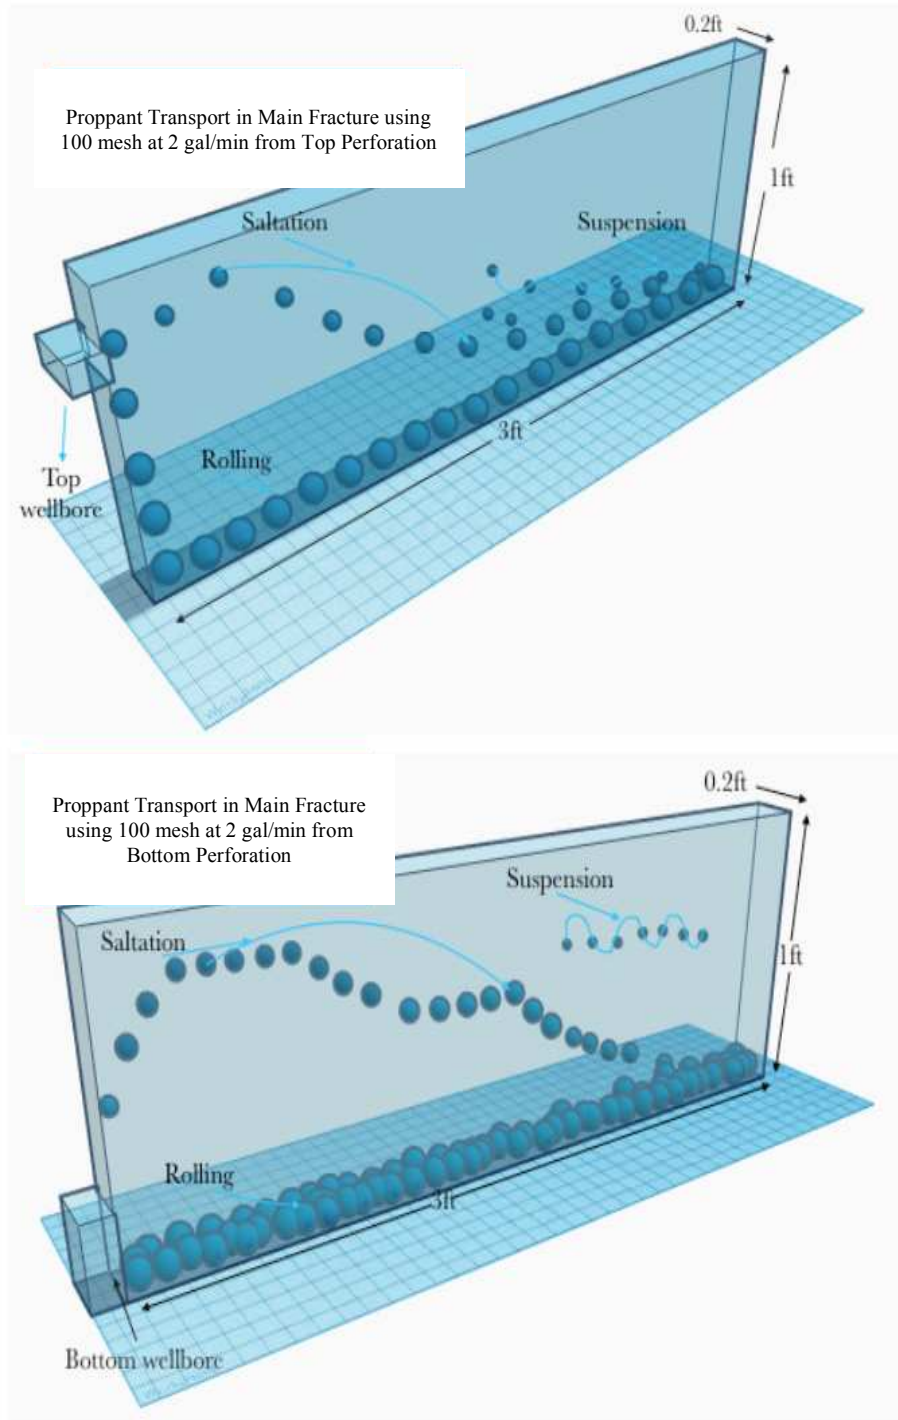 0.2ft
Proppant Transport in Main Fracture using
100 mesh at 2 gal/min from Top Perforation
1ft
Saltation
Suspension
3ft
Rolling
Top
wellbore
0.2ft
Proppant Transport in Main Fracture
using 100 mesh at 2 gal/min from
Bottom Perforation
Suspension
Saltation
1ft
Rolling
3ft
Bottom wellbore